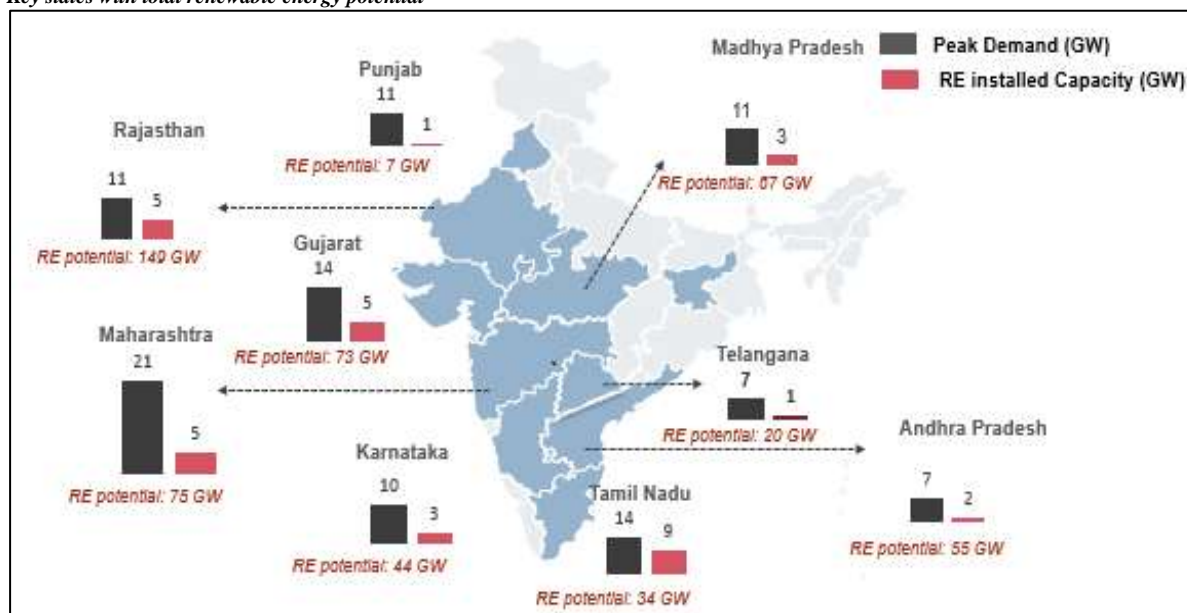 Key states with total renewable energy potential
Madhya Pradesh
Peak Demand (GW)
RE installed Capacity (GW)
11
3
RE potential: 67 GW
Punjab
11
1
RE potential: 7 GW
Rajasthan
11
5
RE potential: 149 GW
Gujarat
14
5
RE potential: 73 GW
Maharashtra
21
5
RE potential: 75 GW
Telangana
7
1
RE potential: 20 GW
Andhra Pradesh
7
2
RE potential: 55 GW
Karnataka
10
3
RE potential: 44 GW
Tamil Nadu
14
9
RE potential: 34 GW